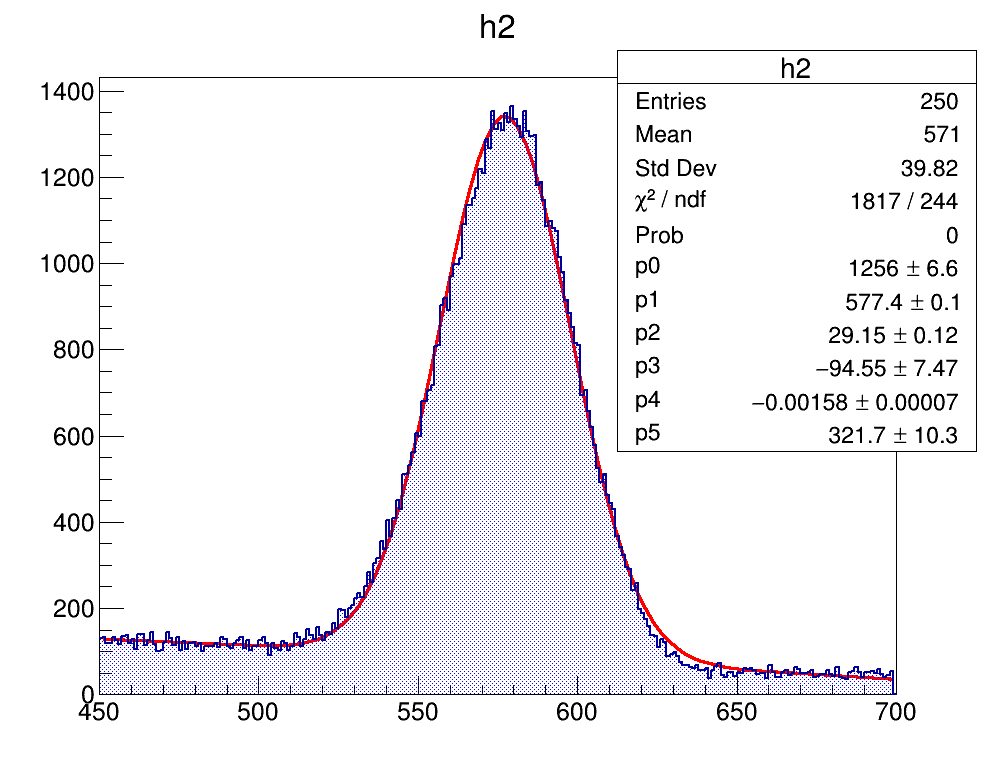 h2
h2
Entries 250
Mean 571
Std Dev 39.82
χ² / ndf 1817 / 244
Prob 0
p0 1256 ± 6.6
p1 577.4 ± 0.1
p2 29.15 ± 0.12
p3 −94.55 ± 7.47
p4 −0.00158 ± 0.00007
p5 321.7 ± 10.3
1400
1200
1000
800
600
400
200
0
450 500 550 600 650 700